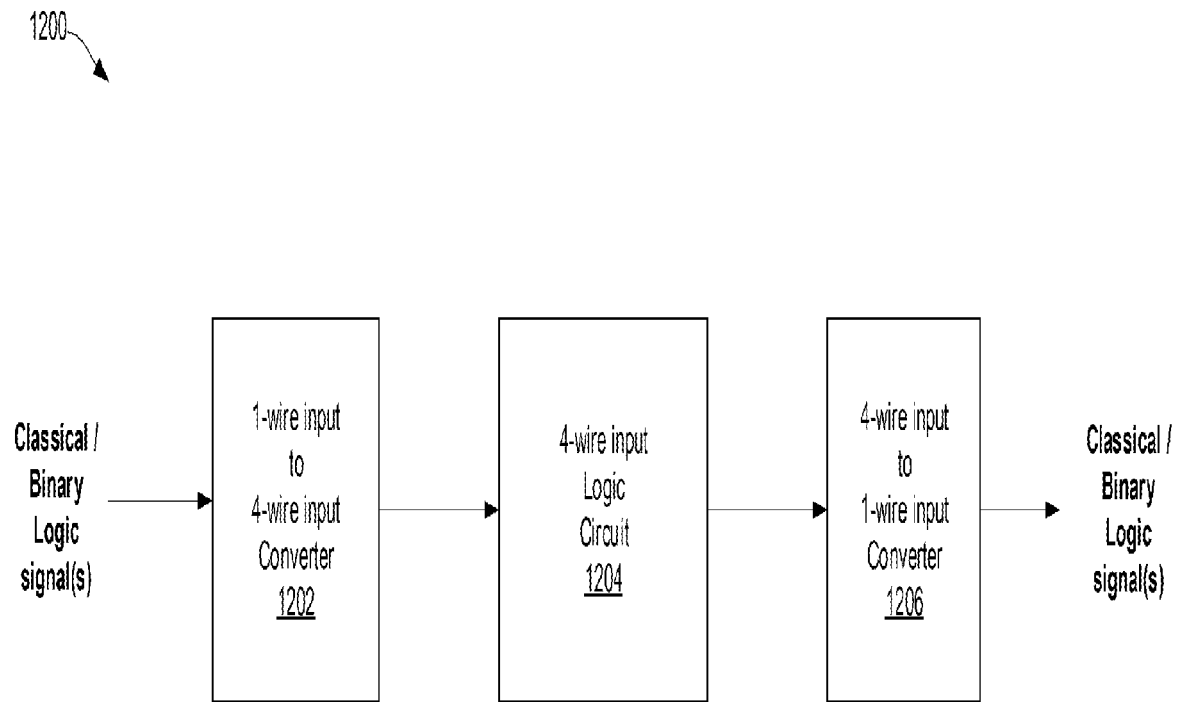 1200
Classical /
Binary
Logic
signal(s)
1-wire input
to
4-wire input
Converter
1202
4-wire input
Logic
Circuit
1204
4-wire input
to
1-wire input
Converter
1206
Classical /
Binary
Logic
signal(s)